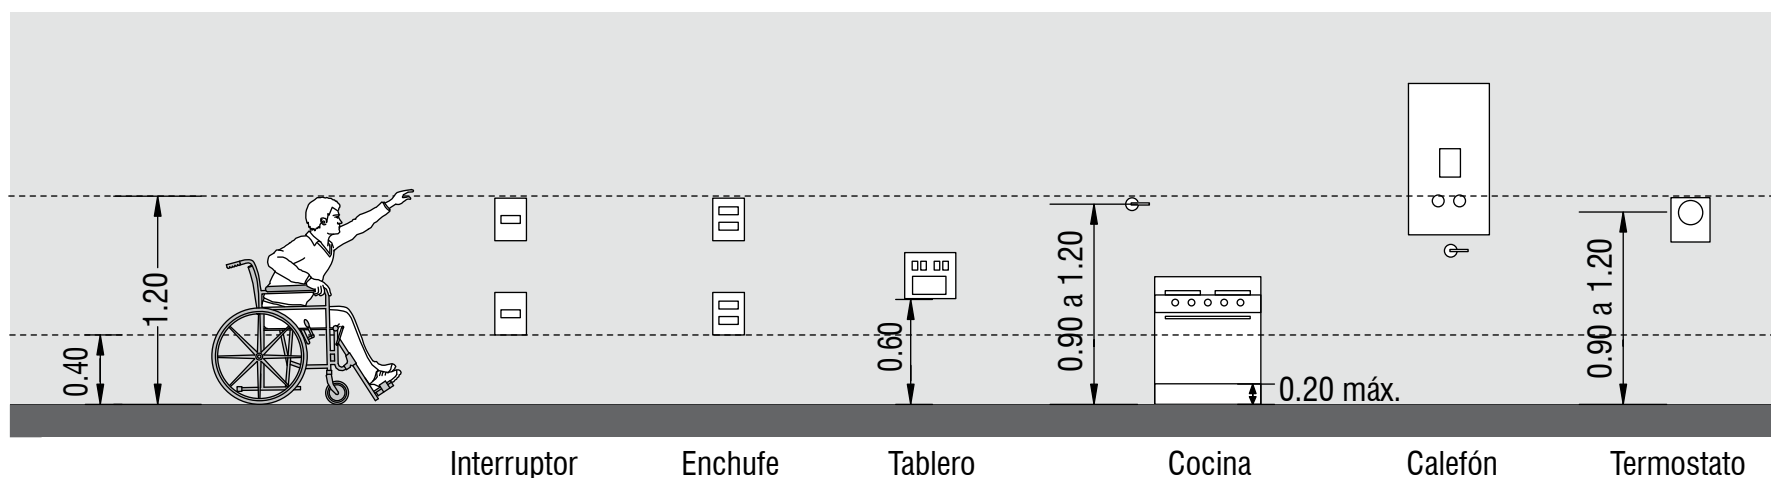 0.40
1.20
0.60
0.90 a 1.20
0.20 máx.
0.90 a 1.20
Interruptor
Enchufe
Tablero
Cocina
Calefón
Termostato